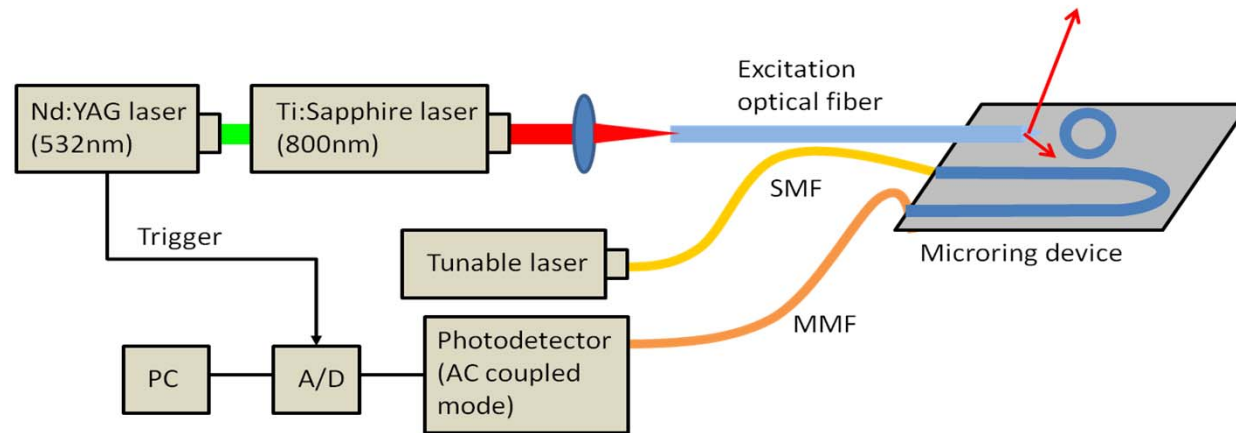 Nd:YAG laser
(532nm)
Ti:Sapphire laser
(800nm)
Excitation
optical fiber
SMF
Trigger
Tunable laser
Microring device
MMF
PC
A/D
Photodetector
(AC coupled
mode)